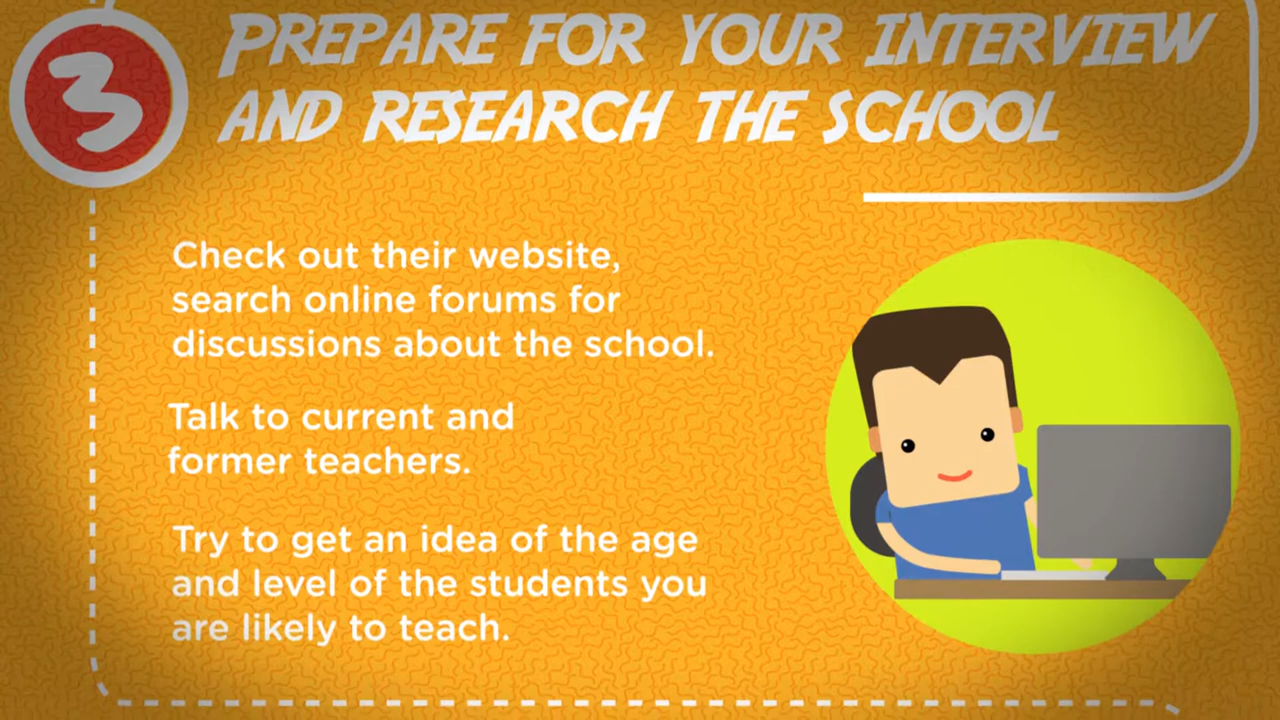 3
PREPARE FOR YOUR INTERVIEW
AND RESEARCH THE SCHOOL
Check out their website,
search online forums for
discussions about the school.
Talk to current and
former teachers.
Try to get an idea of the age
and level of the students you
are likely to teach.